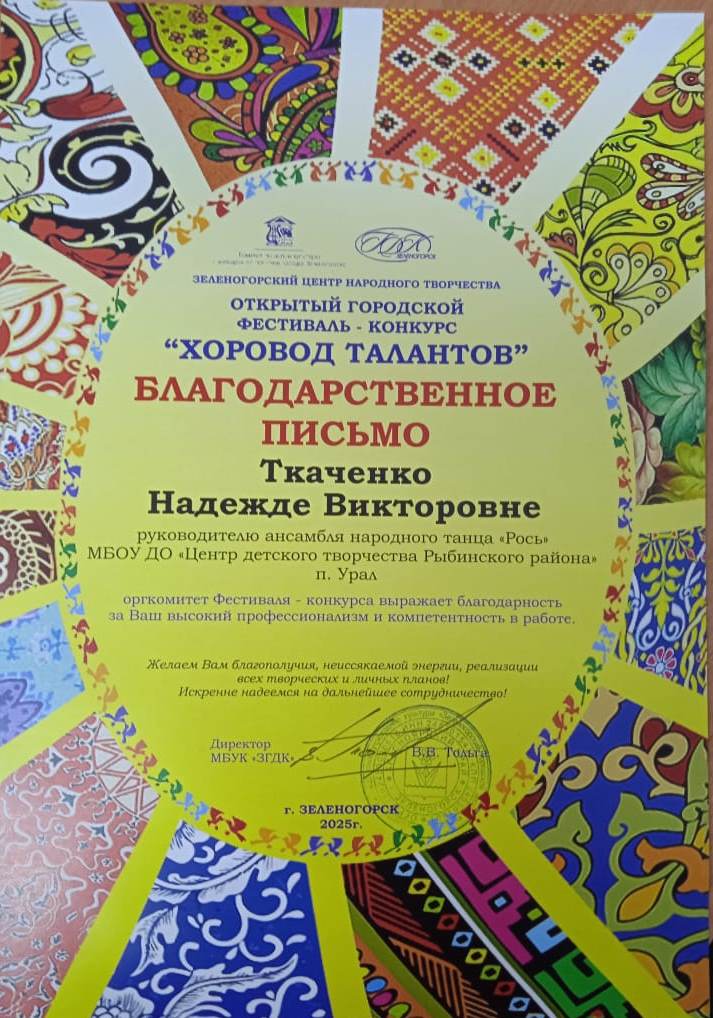 ЗЕЛЕНОГОРСК
ЗЕЛЕНОГОРСКИЙ ЦЕНТР НАРОДНОГО ТВОРЧЕСТВА
ОТКРЫТЫЙ ГОРОДСКОЙ
ФЕСТИВАЛЬ - КОНКУРС
“ХОРОВОД ТАЛАНТОВ”
БЛАГОДАРСТВЕННОЕ
ПИСЬМО
Ткаченко
Надежде Викторовне
руководителю ансамбля народного танца «Рось»
МБОУ ДО «Центр детского творчества Рыбинского района»
п. Урал
оргкомитет Фестиваля - конкурса выражает благодарность
за Ваш высокий профессионализм и компетентность в работе.
Желаем Вам благополучия, неиссякаемой энергии, реализации
всех творческих и личных планов!
Искренне надеемся на дальнейшее сотрудничество!
Директор
МБУК «ЗГДК»
В.В. Тольга
г. ЗЕЛЕНОГОРСК
2025г.